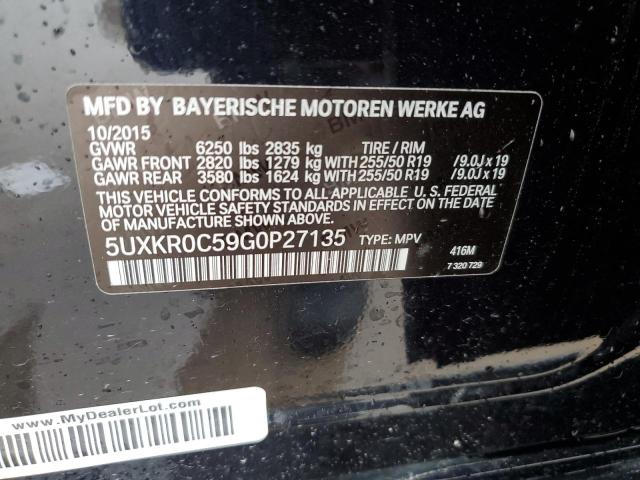 MFD BY BAYERISCHE MOTOREN WERKE AG
10/2015
GVWR 6250 lbs 2835 kg TIRE / RIM
GAWR FRONT 2820 lbs 1279 kg WITH 255/50 R19 /9.0J x 19
GAWR REAR 3580 lbs 1624 kg WITH 255/50 R19 /9.0J x 19
THIS VEHICLE CONFORMS TO ALL APPLICABLE U. S. FEDERAL
MOTOR VEHICLE SAFETY STANDARDS IN EFFECT ON THE DATE OF
MANUFACTURE SHOWN ABOVE.
5UXKR0C59G0P27135 TYPE: MPV 416M
7 320 729
www.MyDealerLot.com